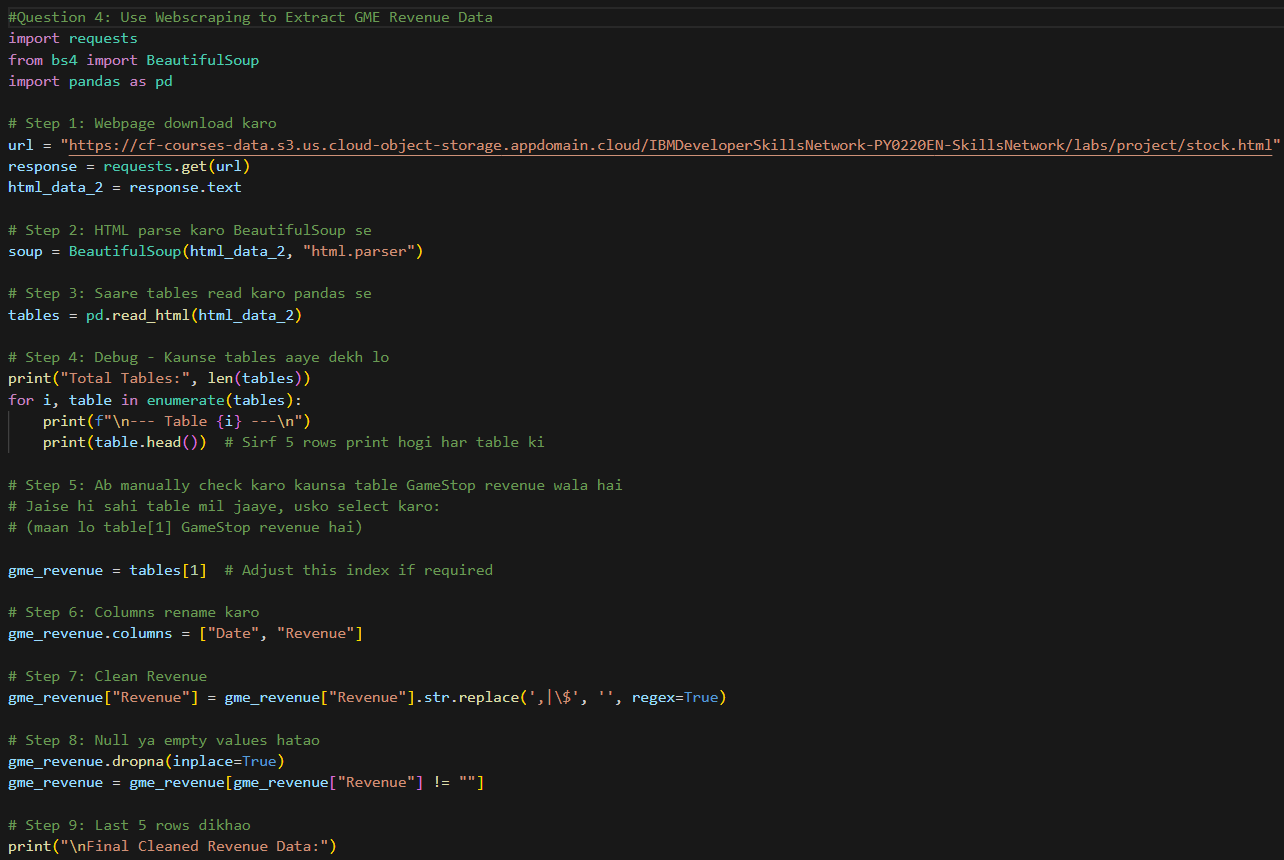 #Question 4: Use Webscraping to Extract GME Revenue Data
import requests
from bs4 import BeautifulSoup
import pandas as pd
# Step 1: Webpage download karo
url = "https://cf-courses-data.s3.us.cloud-object-storage.appdomain.cloud/IBMDeveloperSkillsNetwork-PY0220EN-SkillsNetwork/labs/project/stock.html"
response = requests.get(url)
html_data_2 = response.text
# Step 2: HTML parse karo BeautifulSoup se
soup = BeautifulSoup(html_data_2, "html.parser")
# Step 3: Saare tables read karo pandas se
tables = pd.read_html(html_data_2)
# Step 4: Debug - Kaunse tables aaye dekh lo
print("Total Tables:", len(tables))
for i, table in enumerate(tables):
    print(f"\n--- Table {i} ---\n")
    print(table.head())  # Sirf 5 rows print hogi har table ki
# Step 5: Ab manually check karo kaunsa table GameStop revenue wala hai
# Jaise hi sahi table mil jaaye, usko select karo:
# (maan lo table[1] GameStop revenue hai)
gme_revenue = tables[1]  # Adjust this index if required
# Step 6: Columns rename karo
gme_revenue.columns = ["Date", "Revenue"]
# Step 7: Clean Revenue
gme_revenue["Revenue"] = gme_revenue["Revenue"].str.replace(',|\$', '', regex=True)
# Step 8: Null ya empty values hatao
gme_revenue.dropna(inplace=True)
gme_revenue = gme_revenue[gme_revenue["Revenue"] != ""]
# Step 9: Last 5 rows dikhao
print("\nFinal Cleaned Revenue Data:")